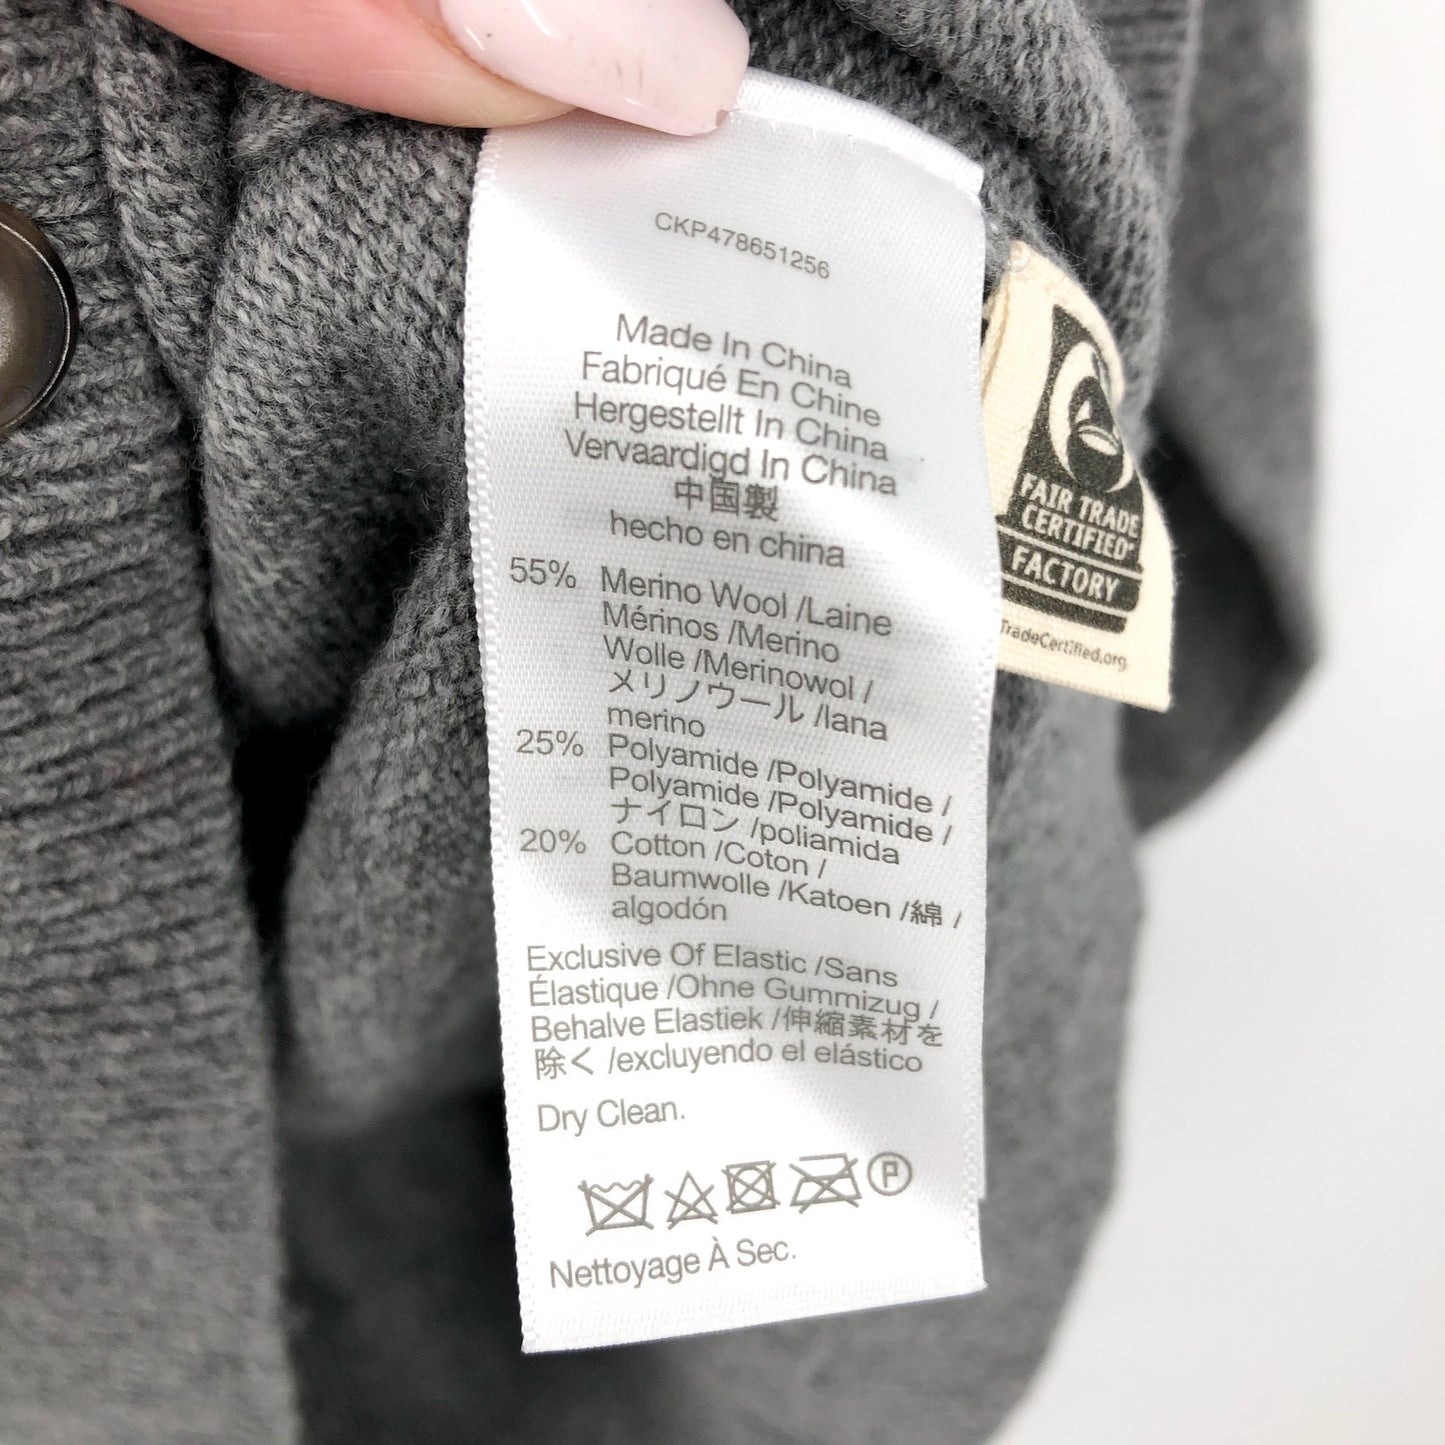 CKP478651256
Made In China
Fabriqué En Chine
Hergestellt In China
Vervaardigd In China
中国製
hecho en china
55% Merino Wool /Laine
Mérinos /Merino
Wolle /Merinowol /
メリノウール /lana
merino
25% Polyamide /Polyamide /
Polyamide /Polyamide /
ナイロン /poliamida
20% Cotton /Coton /
Baumwolle /Katoen /綿 /
algodón
Exclusive Of Elastic /Sans
Élastique /Ohne Gummizug /
Behalve Elastiek /伸縮素材を
除く /excluyendo el elástico
Dry Clean.
P
Nettoyage À Sec.
FAIR TRADE
CERTIFIED™
FACTORY
TradeCertified.org